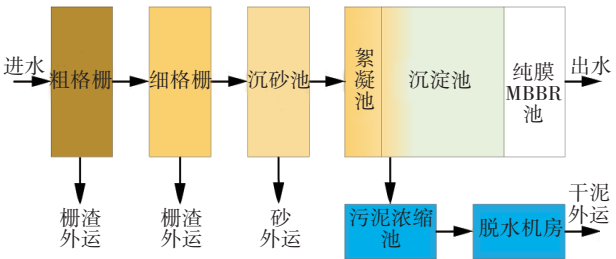 进水
粗格栅
细格栅
沉砂池
絮
凝
池
沉淀池
纯膜
MBBR
池
出水
栅渣
外运
栅渣
外运
砂
外运
污泥浓缩
池
脱水机房
干泥
外运